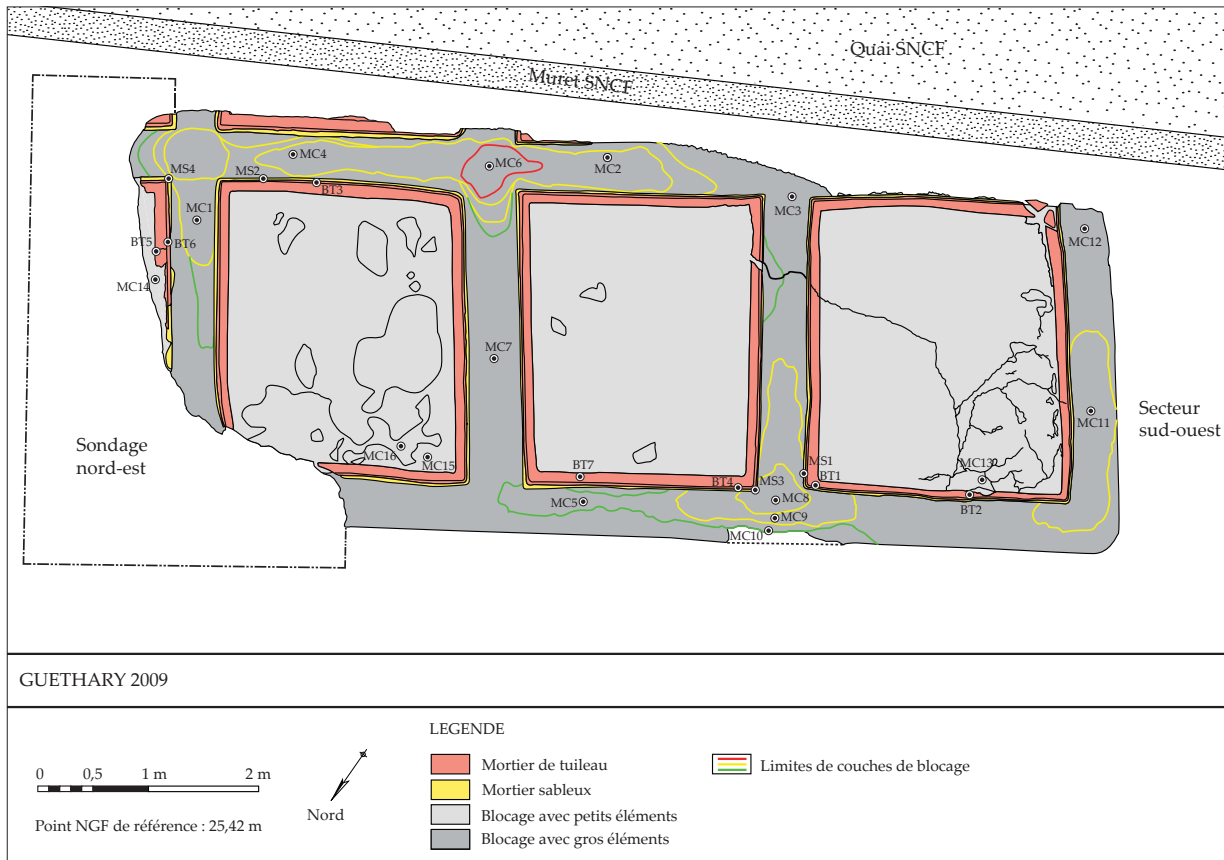 Quai SNCF
Muret SNCF
MC4
MC6
MC2
MS4
MS2
BT3
MC3
MC1
MC12
BT5
BT6
MC14
MC7
MC11
Secteur
sud-ouest
Sondage
nord-est
MC16
MC15
MC13
MS1
BT7
BT4
MS3
BT1
MC5
MC8
BT2
MC9
MC10
GUETHARY 2009
LEGENDE
0 0,5 1 m 2 m
Mortier de tuileau
Limites de couches de blocage
Mortier sableux
Nord
Blocage avec petits éléments
Point NGF de référence : 25,42 m
Blocage avec gros éléments